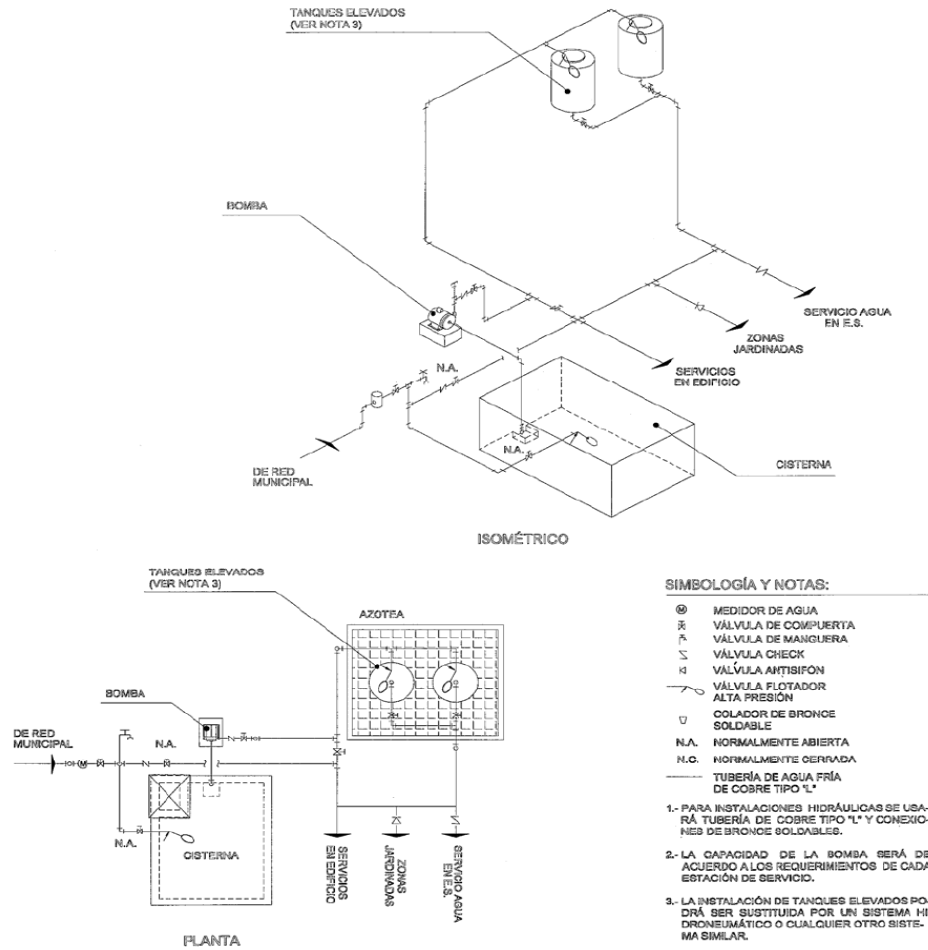 TANQUES ELEVADOS
(VER NOTA 3)
BOMBA
SERVICIO AGUA
EN E.S.
ZONAS
JARDINADAS
N.A.
SERVICIOS
EN EDIFICIO
N.A.
DE RED
MUNICIPAL
CISTERNA
ISOMÉTRICO
TANQUES ELEVADOS
(VER NOTA 3)
AZOTEA
BOMBA
DE RED
MUNICIPAL
N.A.
M
N.A.
CISTERNA
SERVICIOS
EN EDIFICIO
ZONAS
JARDINADAS
SERVICIO AGUA
EN E.S.
PLANTA
SIMBOLOGÍA Y NOTAS:
M MEDIDOR DE AGUA
VÁLVULA DE COMPUERTA
VÁLVULA DE MANGUERA
VÁLVULA CHECK
VÁLVULA ANTISIFÓN
VÁLVULA FLOTADOR
ALTA PRESIÓN
COLADOR DE BRONCE
SOLDABLE
N.A. NORMALMENTE ABIERTA
N.C. NORMALMENTE CERRADA
TUBERÍA DE AGUA FRÍA
DE COBRE TIPO "L"
1.- PARA INSTALACIONES HIDRÁULICAS SE USA-
RÁ TUBERÍA DE COBRE TIPO "L" Y CONEXIO-
NES DE BRONCE SOLDABLES.
2.- LA CAPACIDAD DE LA BOMBA SERÁ DE
ACUERDO A LOS REQUERIMIENTOS DE CADA
ESTACIÓN DE SERVICIO.
3.- LA INSTALACIÓN DE TANQUES ELEVADOS PO-
DRÁ SER SUSTITUIDA POR UN SISTEMA HI
DRONEUMÁTICO O CUALQUIER OTRO SISTE-
MA SIMILAR.